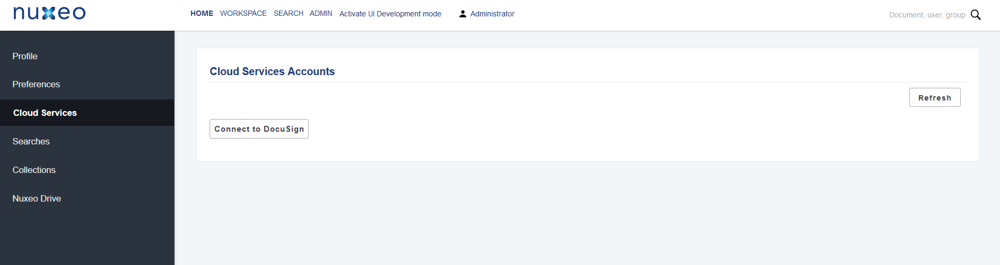 nuxeo
HOME WORKSPACE SEARCH ADMIN Activate UI Development mode Administrator Document, user, group
Profile
Preferences
Cloud Services
Searches
Collections
Nuxeo Drive
Cloud Services Accounts
Refresh
Connect to DocuSign